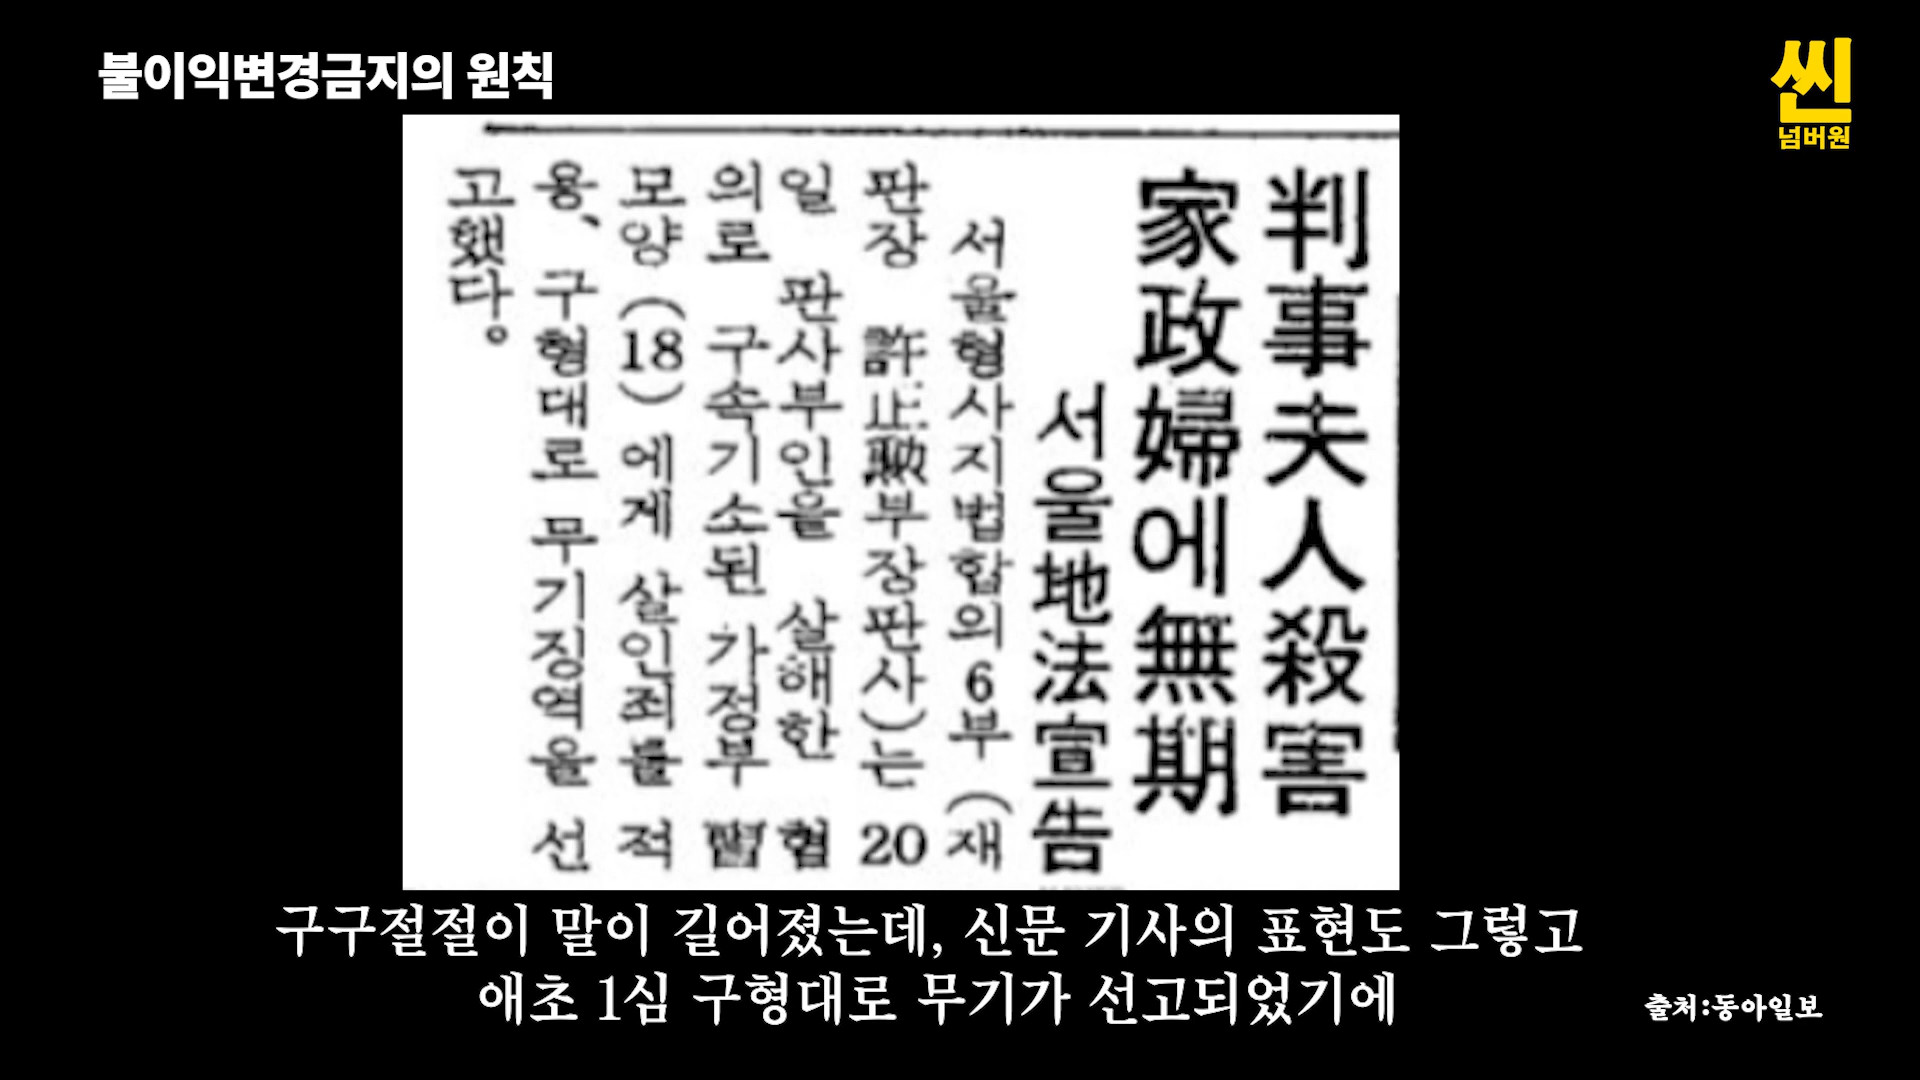 불이익변경금지의 원칙
씬
넘버원
判事夫人殺害
家政婦에無期
서울地法宣告
서울형사지법합의6부(재
판장 許正勲부장판사)는 20
일 판사부인을 살해한 혐
의로 구속기소된 가정부
모양(18)에게 살인죄를 적
용、구형대로 무기징역을 선
고했다。
구구절절이 말이 길어졌는데, 신문 기사의 표현도 그렇고
애초 1심 구형대로 무기가 선고되었기에
출처:동아일보